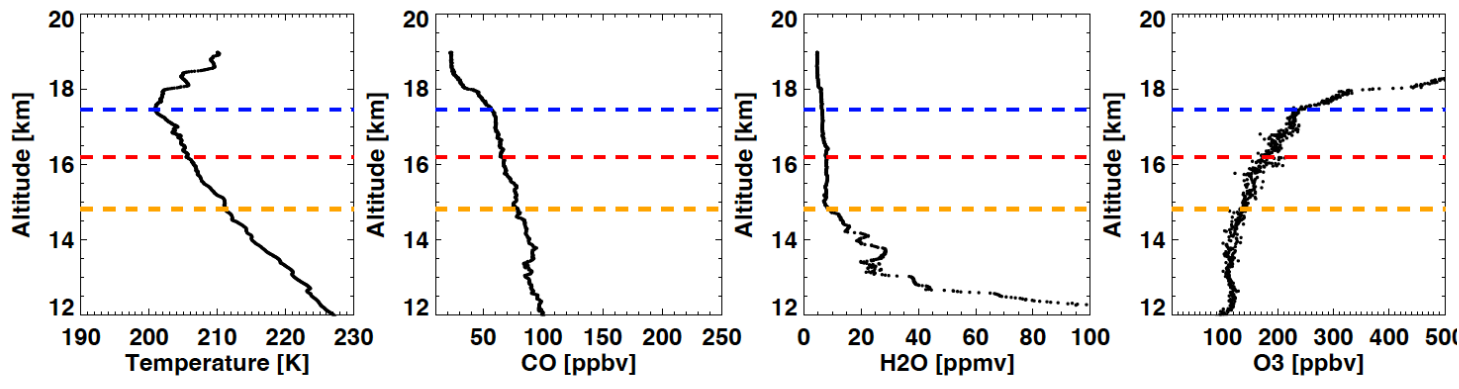 20
18
16
14
12
Altitude [km]
190 200 210 220 230
Temperature [K]
20
18
16
14
12
Altitude [km]
50 100 150 200 250
CO [ppbv]
20
18
16
14
12
Altitude [km]
0 20 40 60 80 100
H2O [ppmv]
20
18
16
14
12
Altitude [km]
100 200 300 400 500
O3 [ppbv]